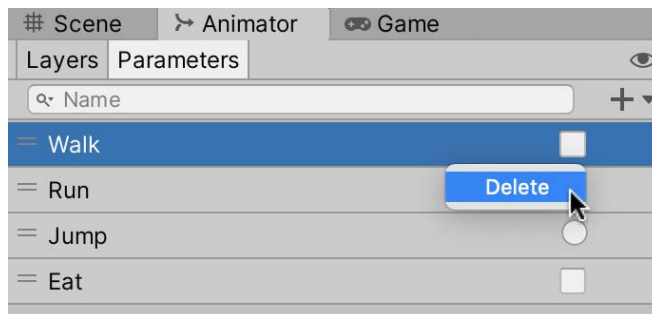 Scene Animator Game
Layers Parameters
Name
Walk
Run
Delete
Jump
Eat